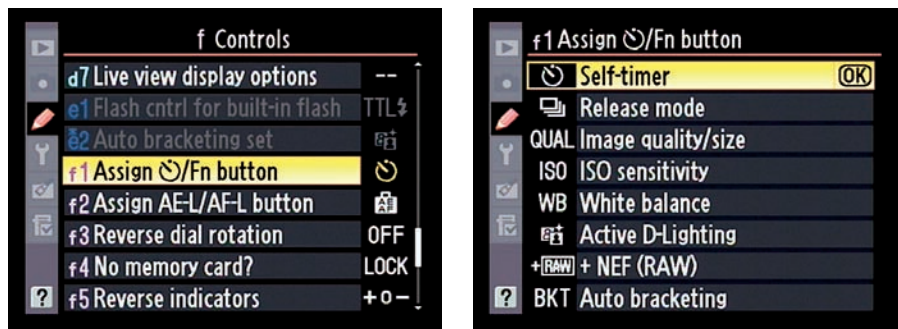 f Controls
d7 Live view display options --
e1 Flash cntrl for built-in flash TTL
e2 Auto bracketing set
f1 Assign /Fn button
f2 Assign AE-L/AF-L button
f3 Reverse dial rotation OFF
f4 No memory card? LOCK
f5 Reverse indicators +0-
?
f1 Assign /Fn button
Self-timer OK
Release mode
QUAL Image quality/size
ISO ISO sensitivity
WB White balance
Active D-Lighting
+RAW + NEF (RAW)
BKT Auto bracketing
?